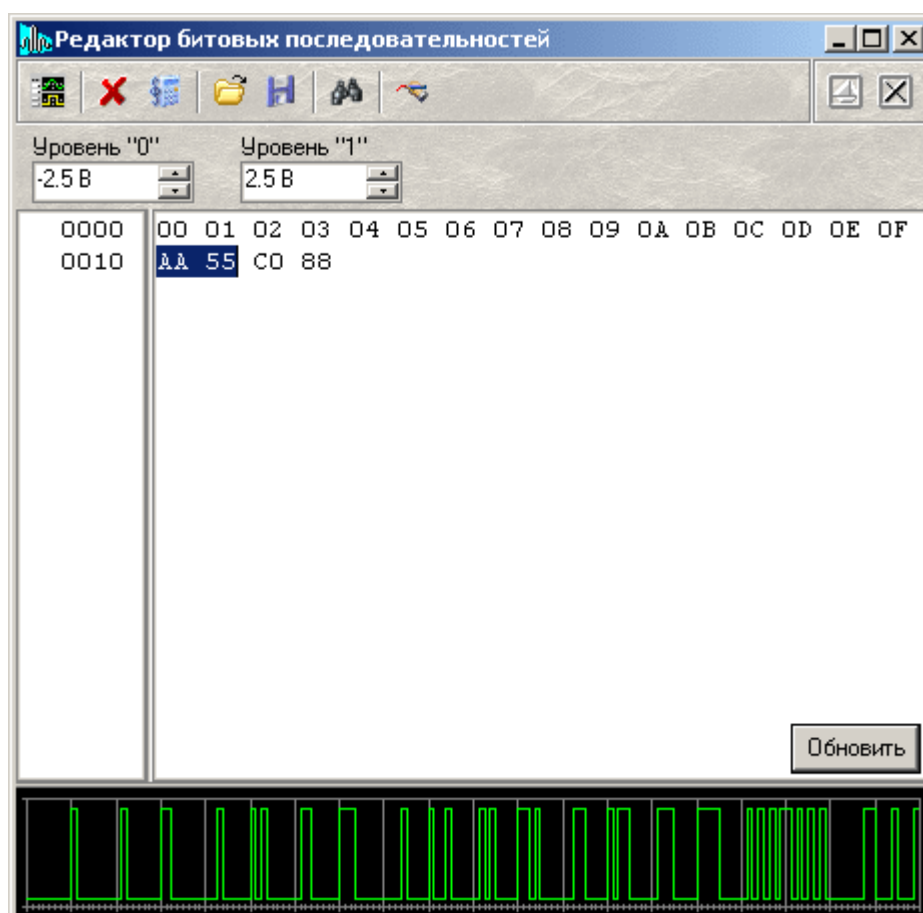 Редактор битовых последовательностей
Уровень "0" Уровень "1"
-2.5 В 2.5 В
0000 00 01 02 03 04 05 06 07 08 09 0A 0B 0C 0D 0E 0F
0010 AA 55 C0 88
Обновить